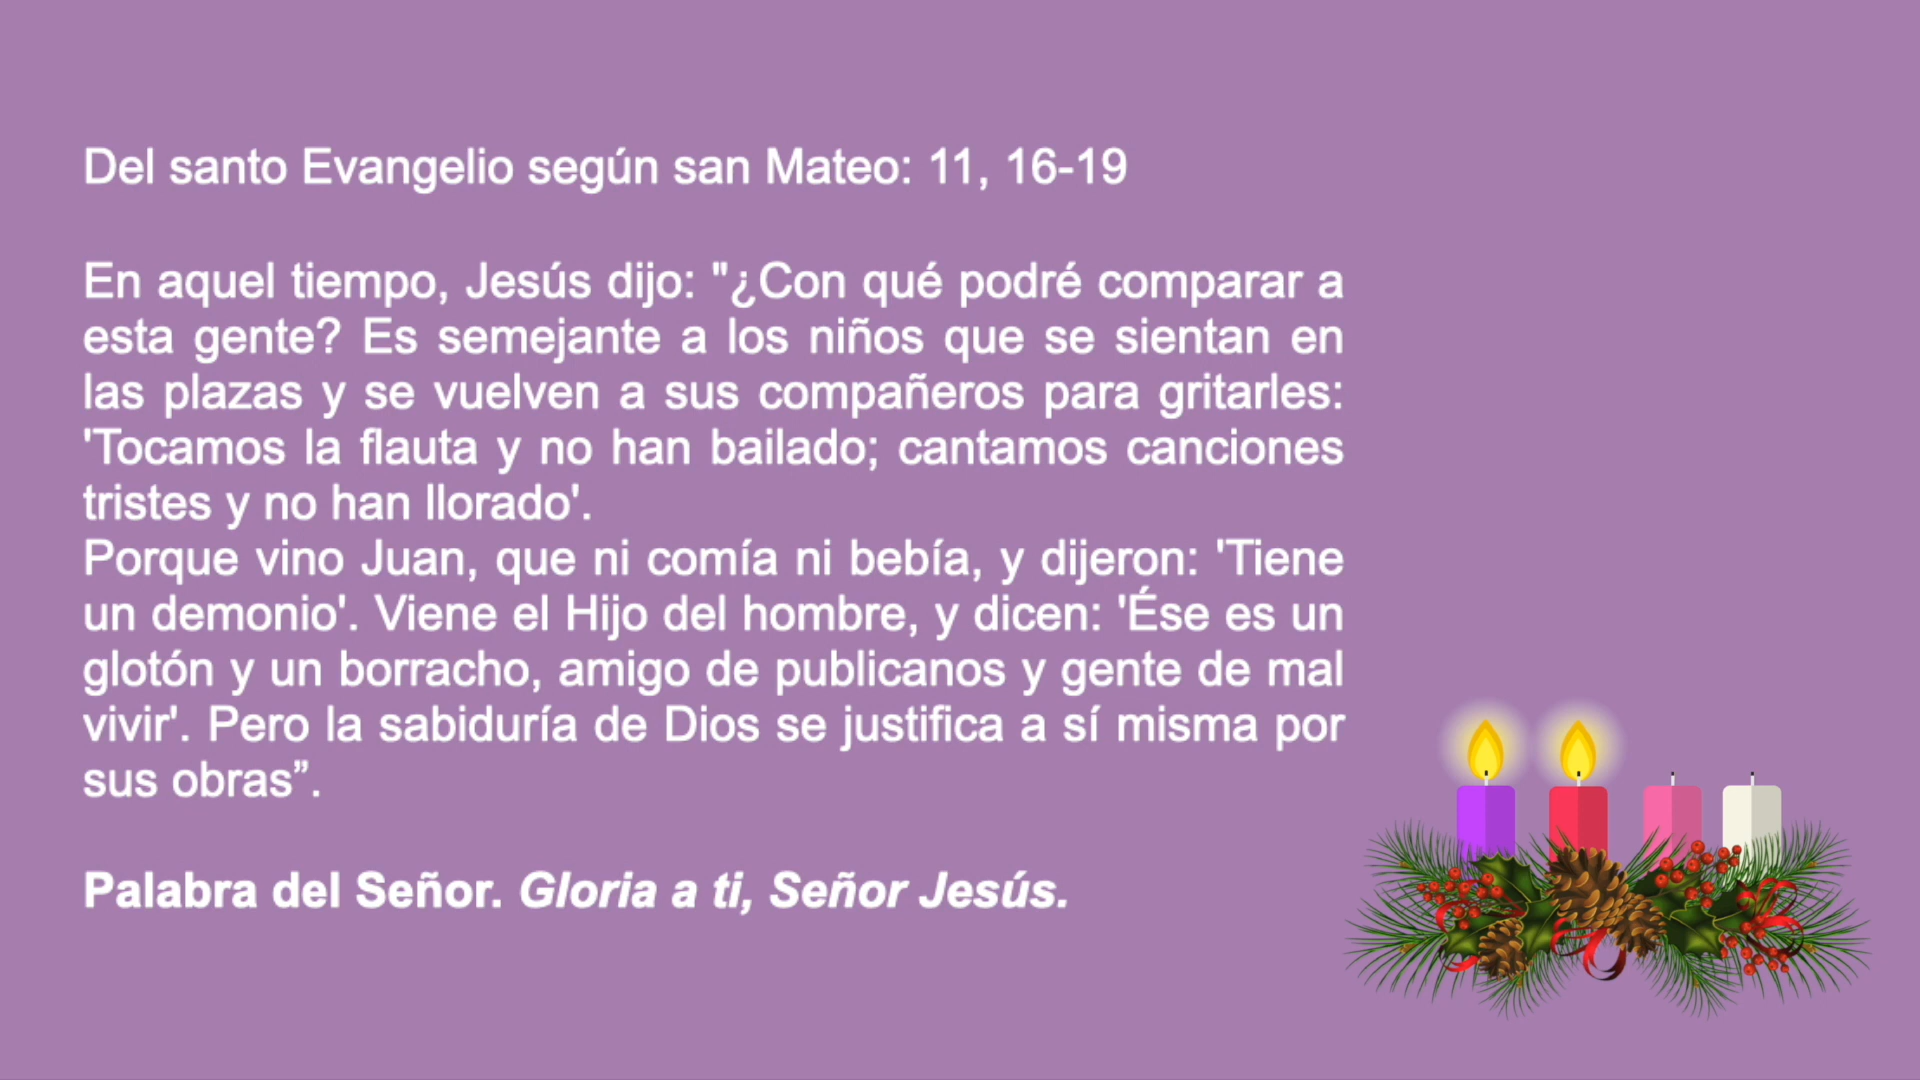 Del santo Evangelio según san Mateo: 11, 16-19
En aquel tiempo, Jesús dijo: "¿Con qué podré comparar a
esta gente? Es semejante a los niños que se sientan en
las plazas y se vuelven a sus compañeros para gritarles:
'Tocamos la flauta y no han bailado; cantamos canciones
tristes y no han llorado'.
Porque vino Juan, que ni comía ni bebía, y dijeron: 'Tiene
un demonio'. Viene el Hijo del hombre, y dicen: 'Ése es un
glotón y un borracho, amigo de publicanos y gente de mal
vivir'. Pero la sabiduría de Dios se justifica a sí misma por
sus obras”.
Palabra del Señor. Gloria a ti, Señor Jesús.